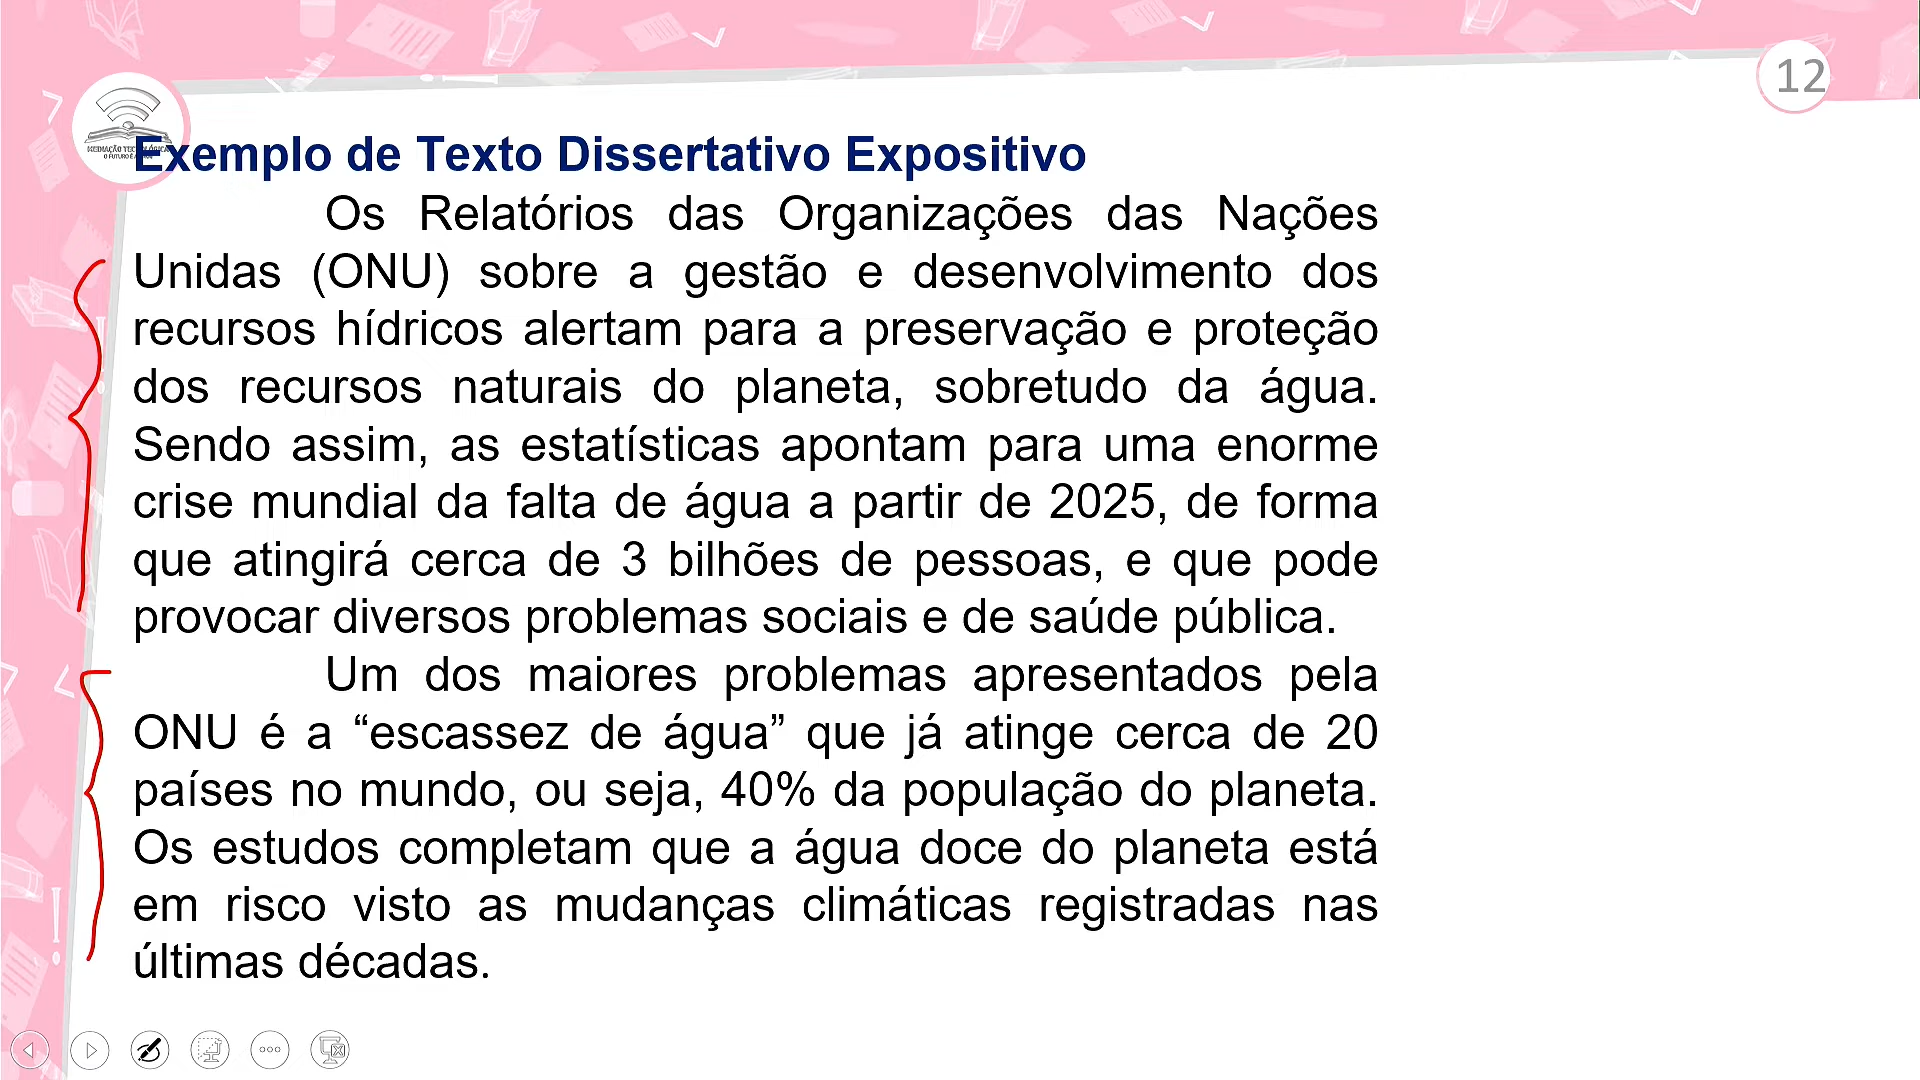 12
MEDIAÇÃO TECNOLÓGICA
Exemplo de Texto Dissertativo Expositivo
Os Relatórios das Organizações das Nações
Unidas (ONU) sobre a gestão e desenvolvimento dos
recursos hídricos alertam para a preservação e proteção
dos recursos naturais do planeta, sobretudo da água.
Sendo assim, as estatísticas apontam para uma enorme
crise mundial da falta de água a partir de 2025, de forma
que atingirá cerca de 3 bilhões de pessoas, e que pode
provocar diversos problemas sociais e de saúde pública.
Um dos maiores problemas apresentados pela
ONU é a “escassez de água” que já atinge cerca de 20
países no mundo, ou seja, 40% da população do planeta.
Os estudos completam que a água doce do planeta está
em risco visto as mudanças climáticas registradas nas
últimas décadas.